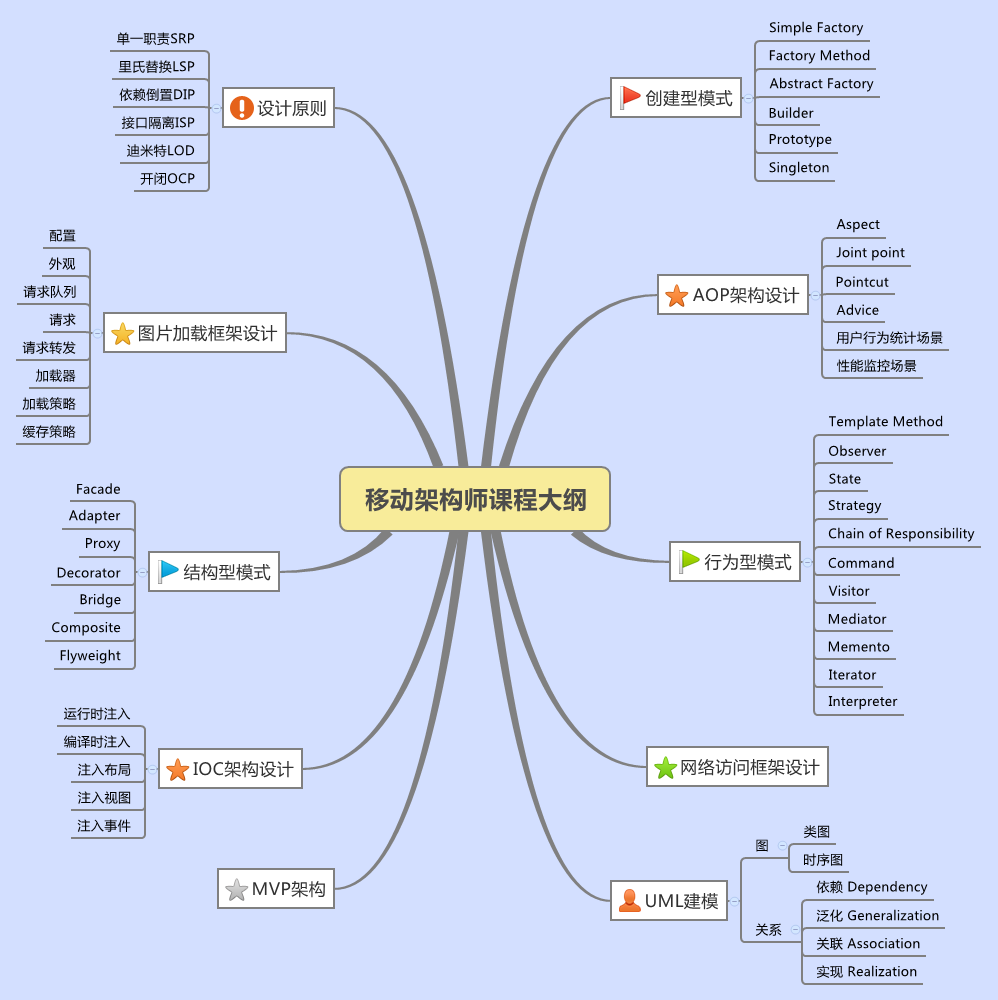 移动架构师课程大纲
设计原则
单一职责SRP
里氏替换LSP
依赖倒置DIP
接口隔离ISP
迪米特LOD
开闭OCP
图片加载框架设计
配置
外观
请求队列
请求
请求转发
加载器
加载策略
缓存策略
结构型模式
Facade
Adapter
Proxy
Decorator
Bridge
Composite
Flyweight
IOC架构设计
运行时注入
编译时注入
注入布局
注入视图
注入事件
MVP架构
创建型模式
Simple Factory
Factory Method
Abstract Factory
Builder
Prototype
Singleton
AOP架构设计
Aspect
Joint point
Pointcut
Advice
用户行为统计场景
性能监控场景
行为型模式
Template Method
Observer
State
Strategy
Chain of Responsibility
Command
Visitor
Mediator
Memento
Iterator
Interpreter
网络访问框架设计
UML建模
图
类图
时序图
关系
依赖 Dependency
泛化 Generalization
关联 Association
实现 Realization